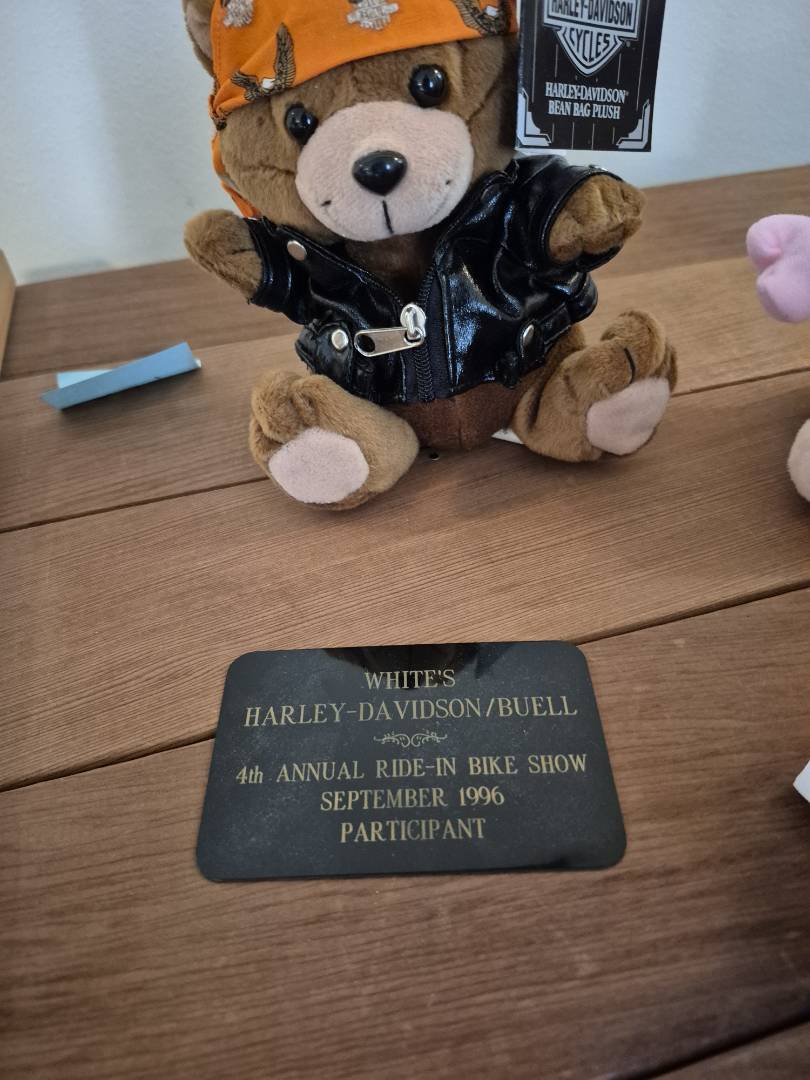 HARLEY-DAVIDSON
CYCLES
HARLEY-DAVIDSON®
BEAN BAG PLUSH
WHITE'S
HARLEY-DAVIDSON/BUELL
4th ANNUAL RIDE-IN BIKE SHOW
SEPTEMBER 1996
PARTICIPANT